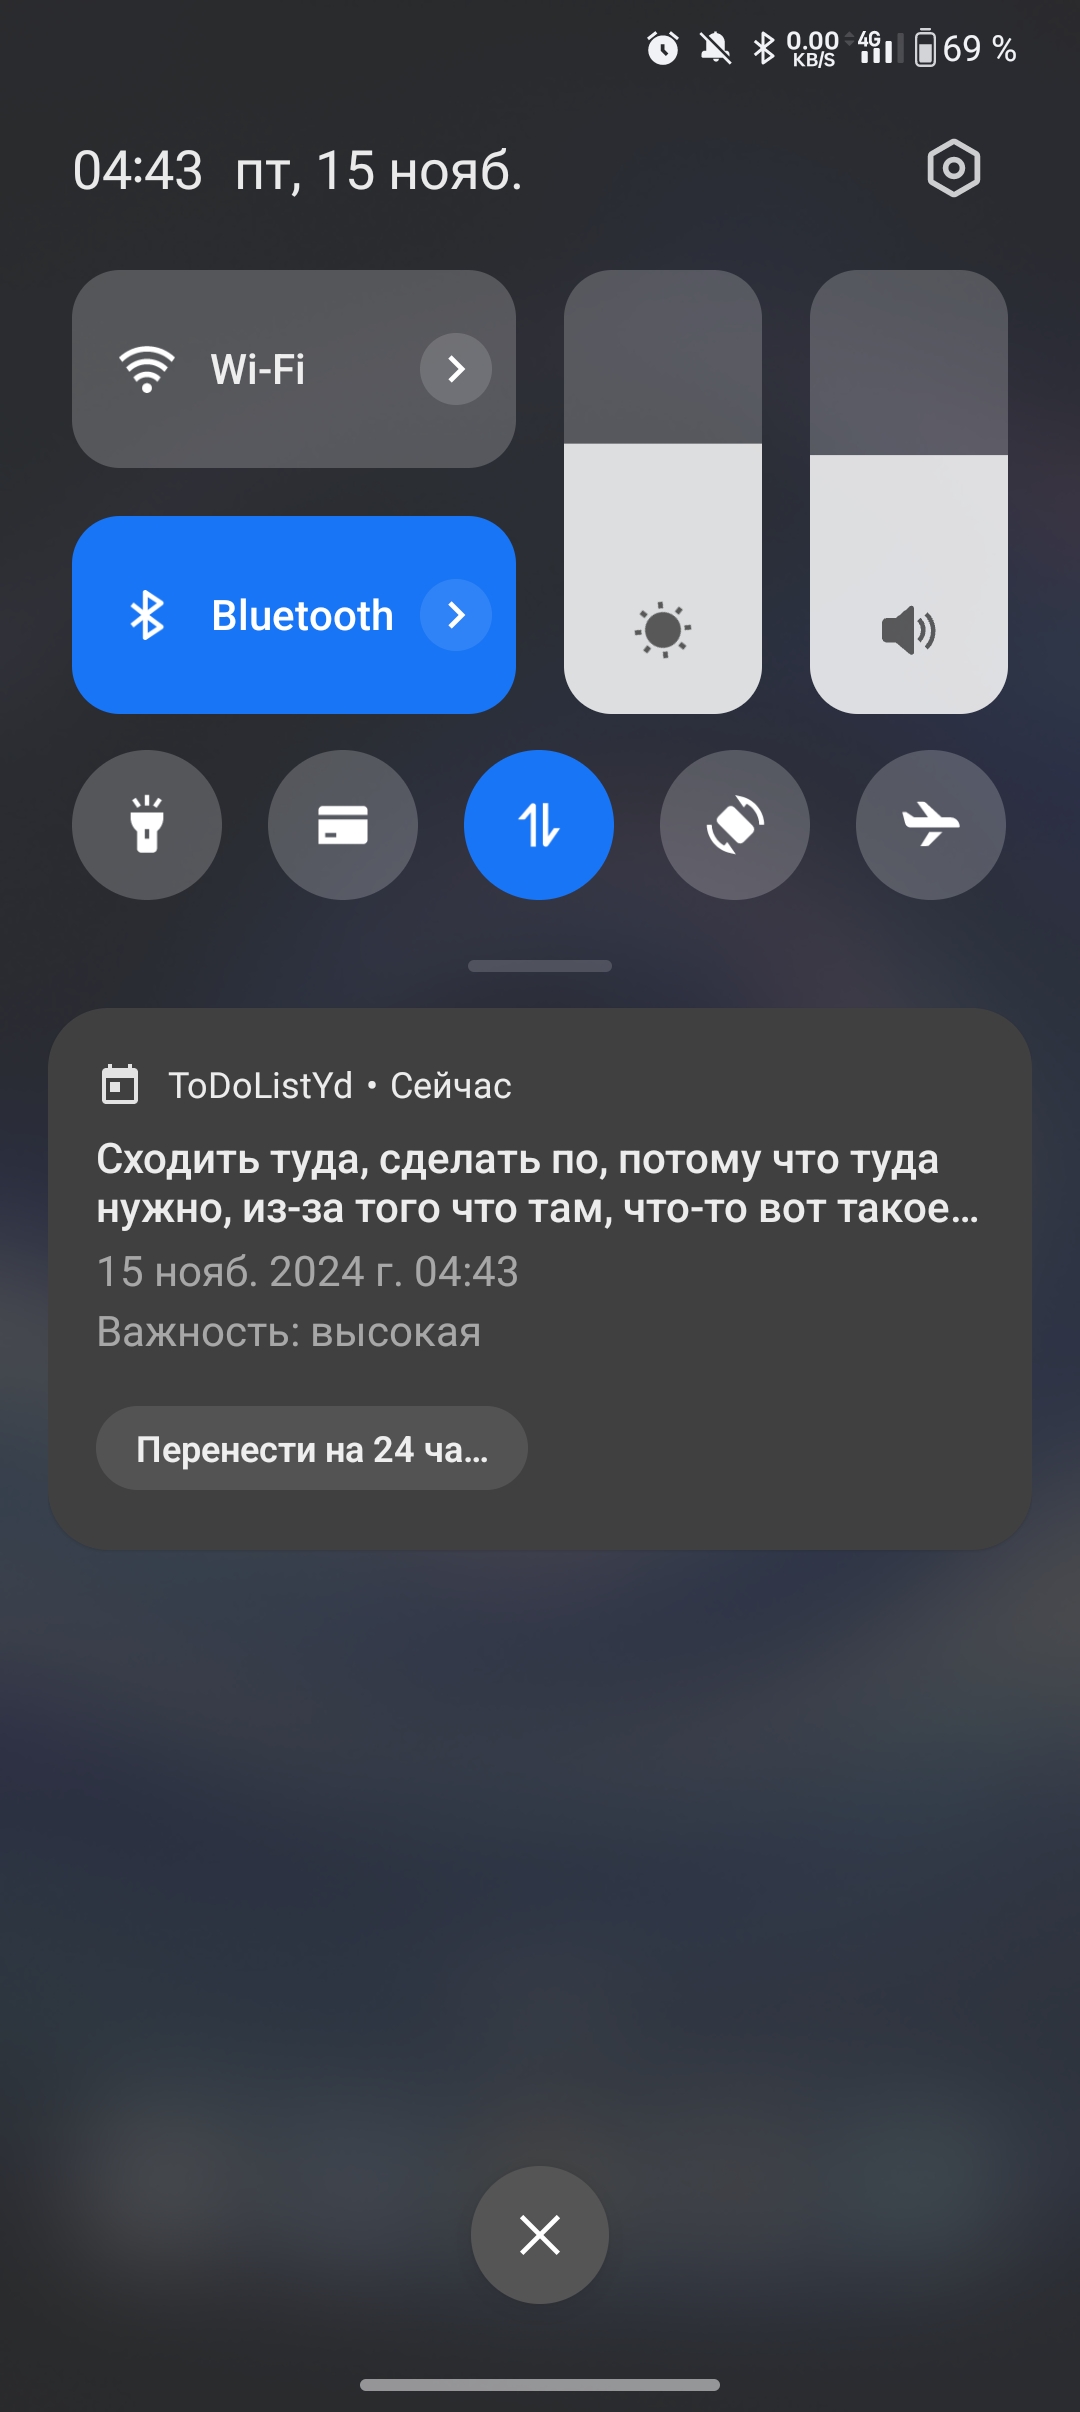 0.00 KB/S 4G 69 %
04:43 пт, 15 нояб.
Wi-Fi
Bluetooth
ToDoListYd • Сейчас
Сходить туда, сделать по, потому что туда
нужно, из-за того что там, что-то вот такое…
15 нояб. 2024 г. 04:43
Важность: высокая
Перенести на 24 ча…